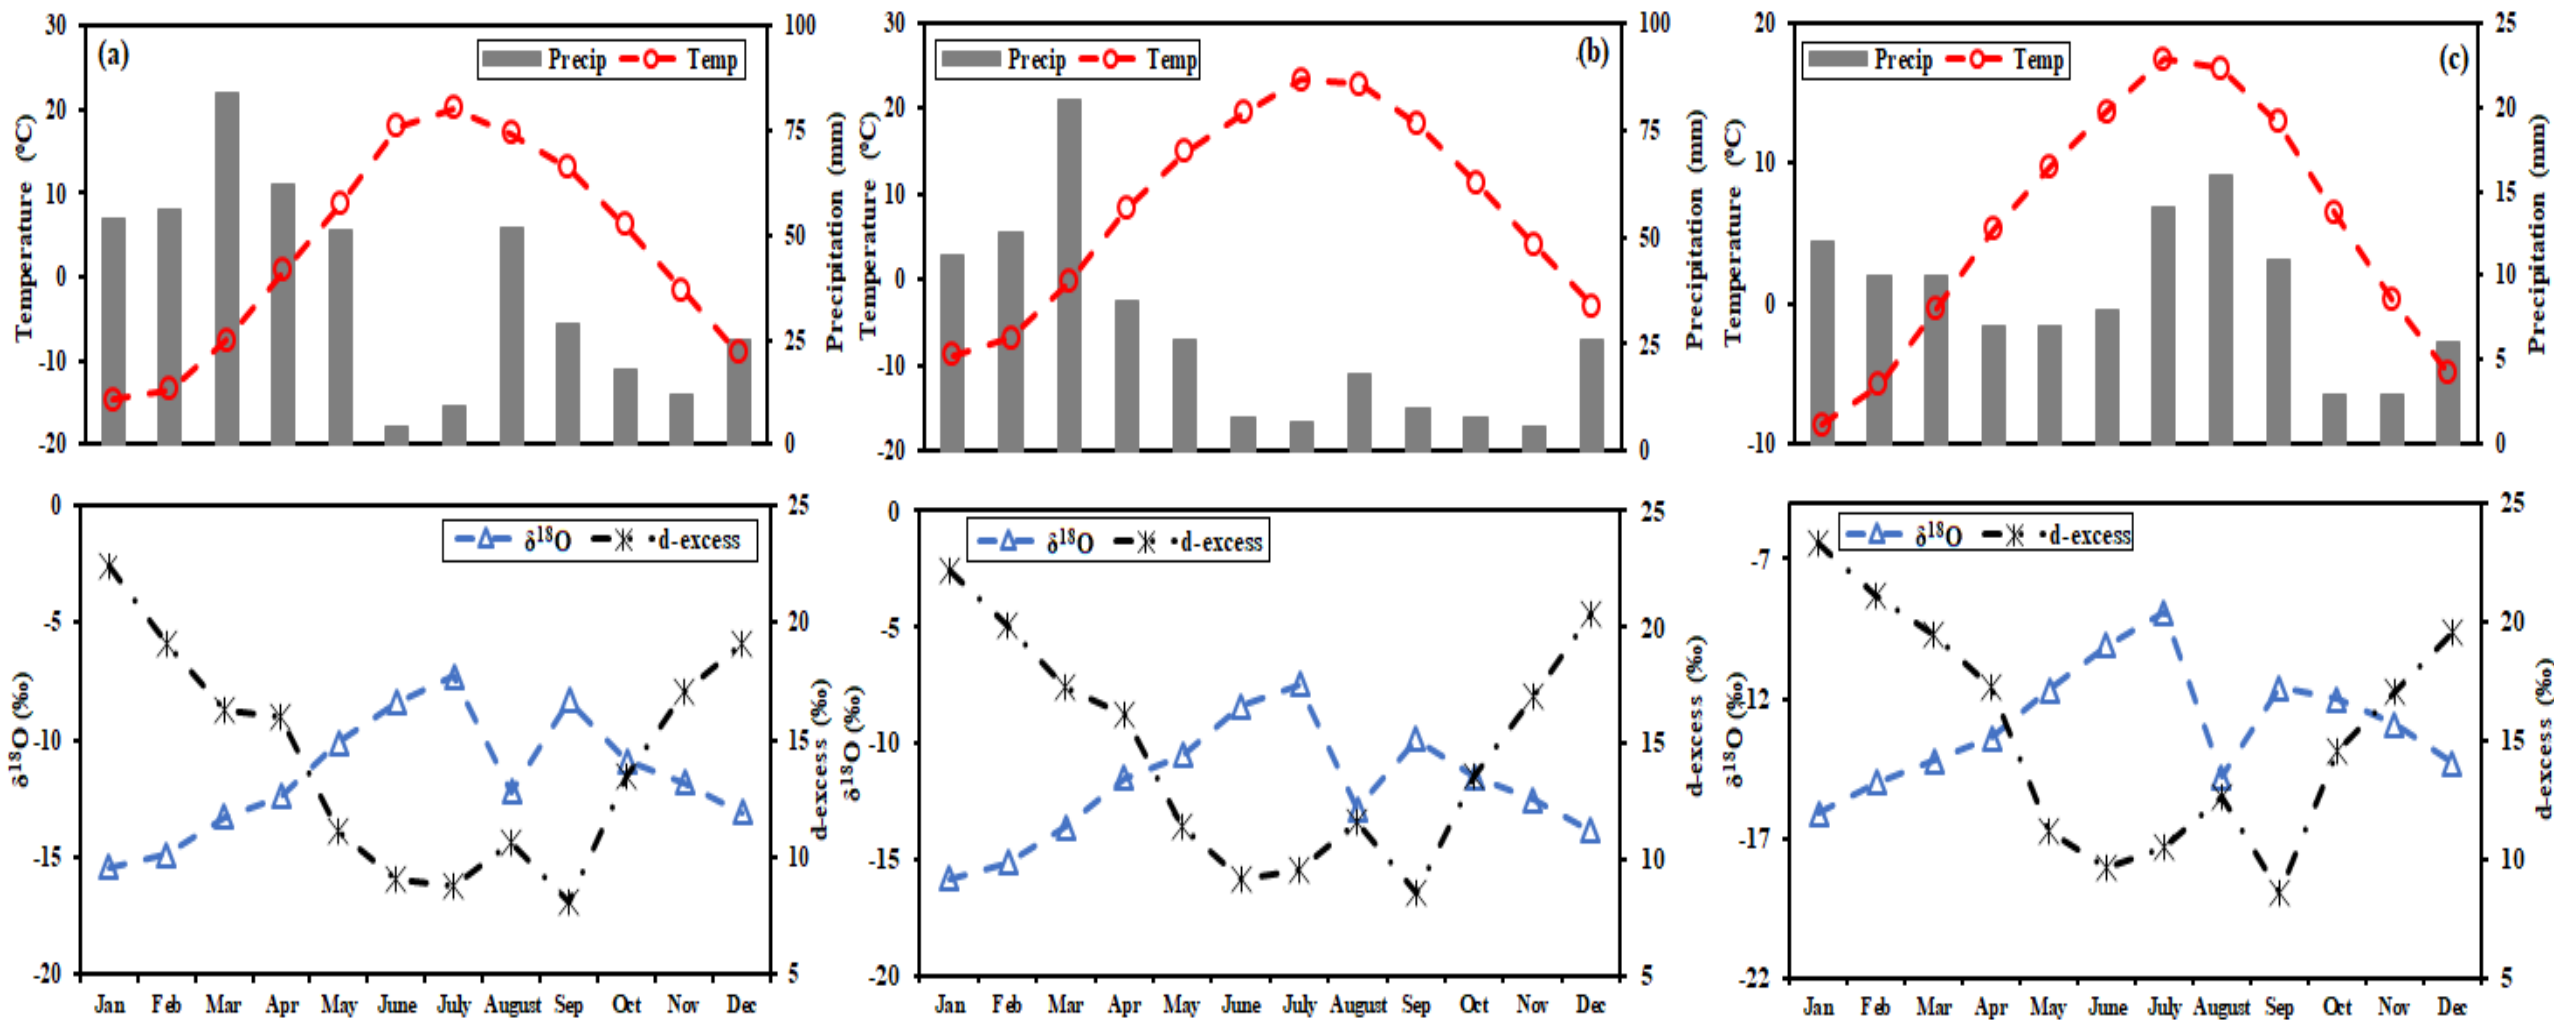 (a)
Precip
Temp
30
20
10
0
-10
-20
Temperature (°C)
100
75
50
25
0
Precipitation (mm)
(b)
Precip
Temp
30
20
10
0
-10
-20
Temperature (°C)
100
75
50
25
0
Precipitation (mm)
(c)
Precip
Temp
20
10
0
-10
Temperature (°C)
25
20
15
10
5
0
Precipitation (mm)
δ¹⁸O
d-excess
0
-5
-10
-15
-20
δ¹⁸O (‰)
25
20
15
10
5
d-excess (‰)
Jan Feb Mar Apr May June July August Sep Oct Nov Dec
δ¹⁸O
d-excess
0
-5
-10
-15
-20
δ¹⁸O (‰)
25
20
15
10
5
d-excess (‰)
Jan Feb Mar Apr May June July August Sep Oct Nov Dec
δ¹⁸O
d-excess
-7
-12
-17
-22
δ¹⁸O (‰)
25
20
15
10
5
d-excess (‰)
Jan Feb Mar Apr May June July August Sep Oct Nov Dec